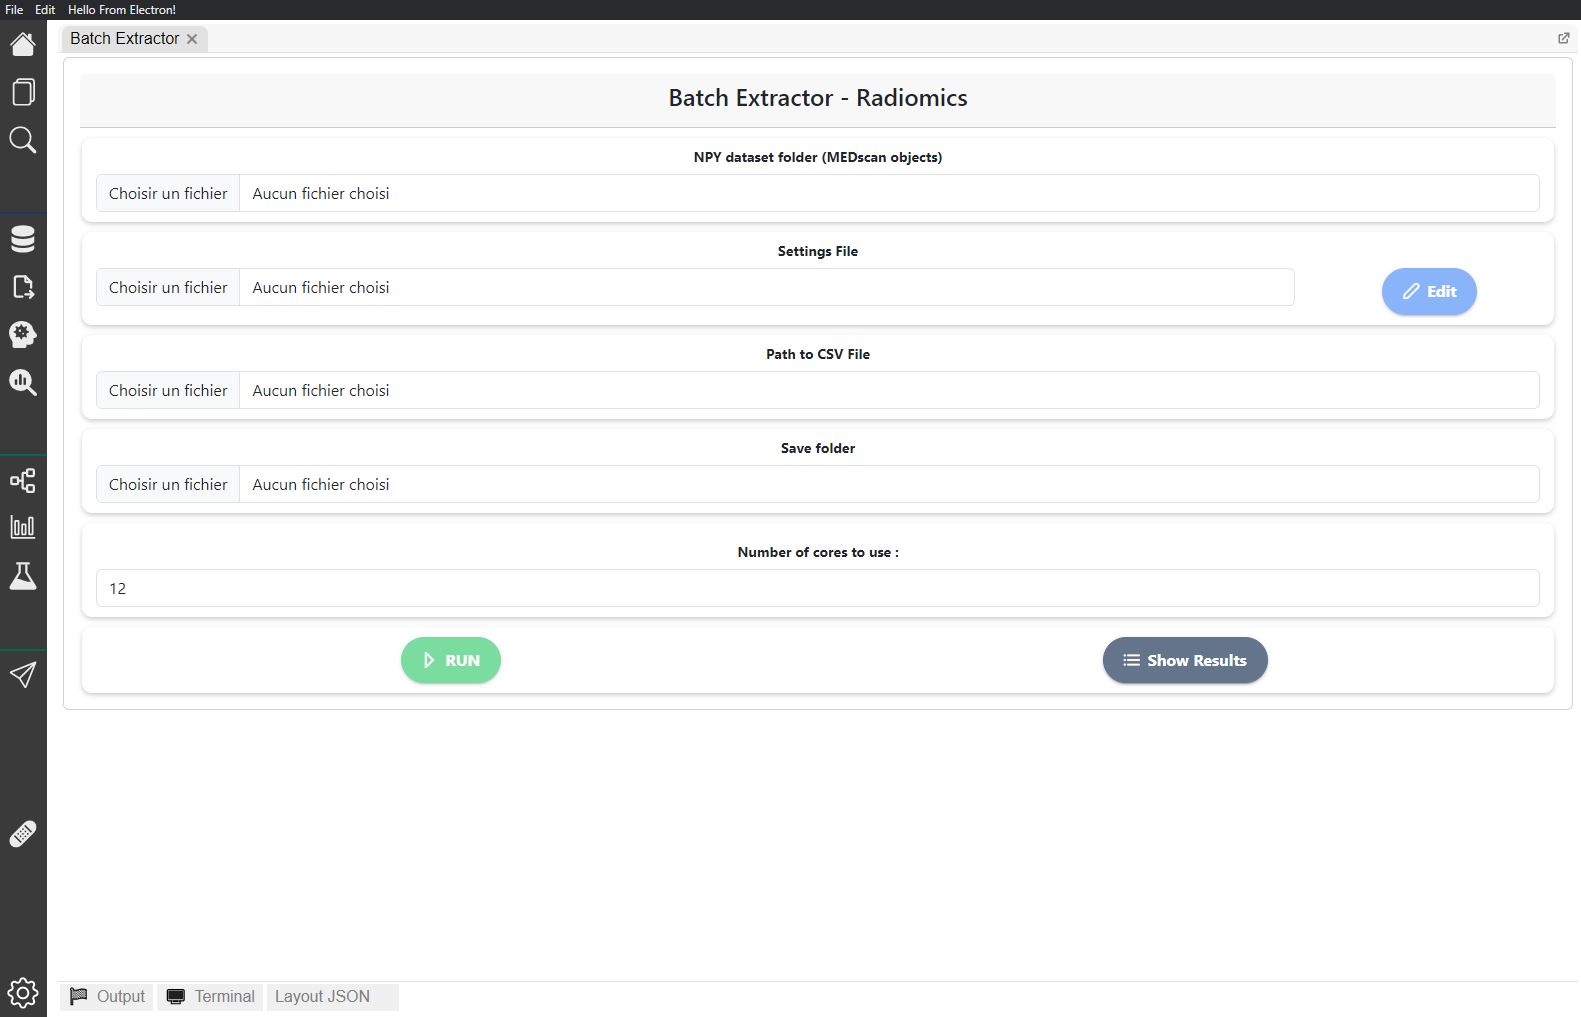 File Edit Hello From Electron!
Batch Extractor
Batch Extractor - Radiomics
NPY dataset folder (MEDscan objects)
Choisir un fichier Aucun fichier choisi
Settings File
Choisir un fichier Aucun fichier choisi
Edit
Path to CSV File
Choisir un fichier Aucun fichier choisi
Save folder
Choisir un fichier Aucun fichier choisi
Number of cores to use :
12
RUN Show Results
Output Terminal Layout JSON